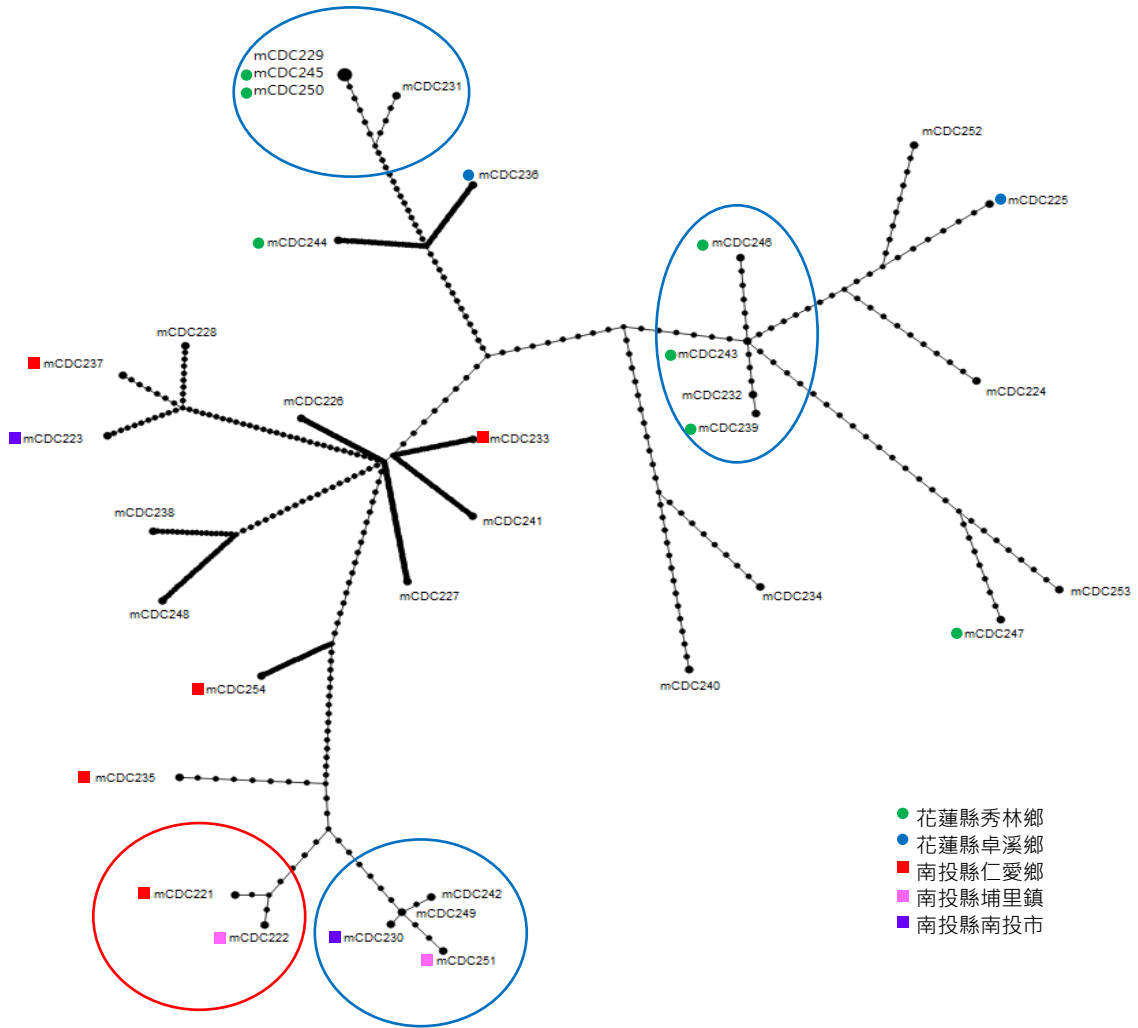 mCDC229
mCDC245
mCDC250
mCDC231
mCDC236
mCDC244
mCDC252
mCDC225
mCDC246
mCDC243
mCDC232
mCDC239
mCDC224
mCDC228
mCDC237
mCDC223
mCDC226
mCDC233
mCDC241
mCDC238
mCDC248
mCDC227
mCDC234
mCDC253
mCDC247
mCDC240
mCDC254
mCDC235
mCDC221
mCDC222
mCDC242
mCDC249
mCDC230
mCDC251
花蓮縣秀林鄉
花蓮縣卓溪鄉
南投縣仁愛鄉
南投縣埔里鎮
南投縣南投市